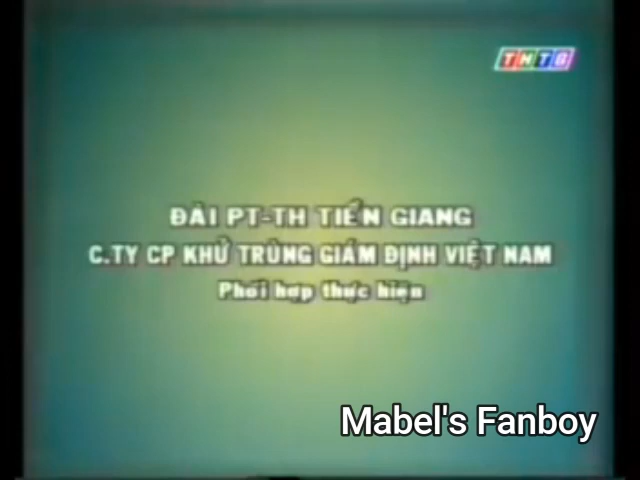 THTG
ĐÀI PT-TH TIỀN GIANG
C.TY CP KHỬ TRÙNG GIÁM ĐỊNH VIỆT NAM
Phối hợp thực hiện
Mabel's Fanboy